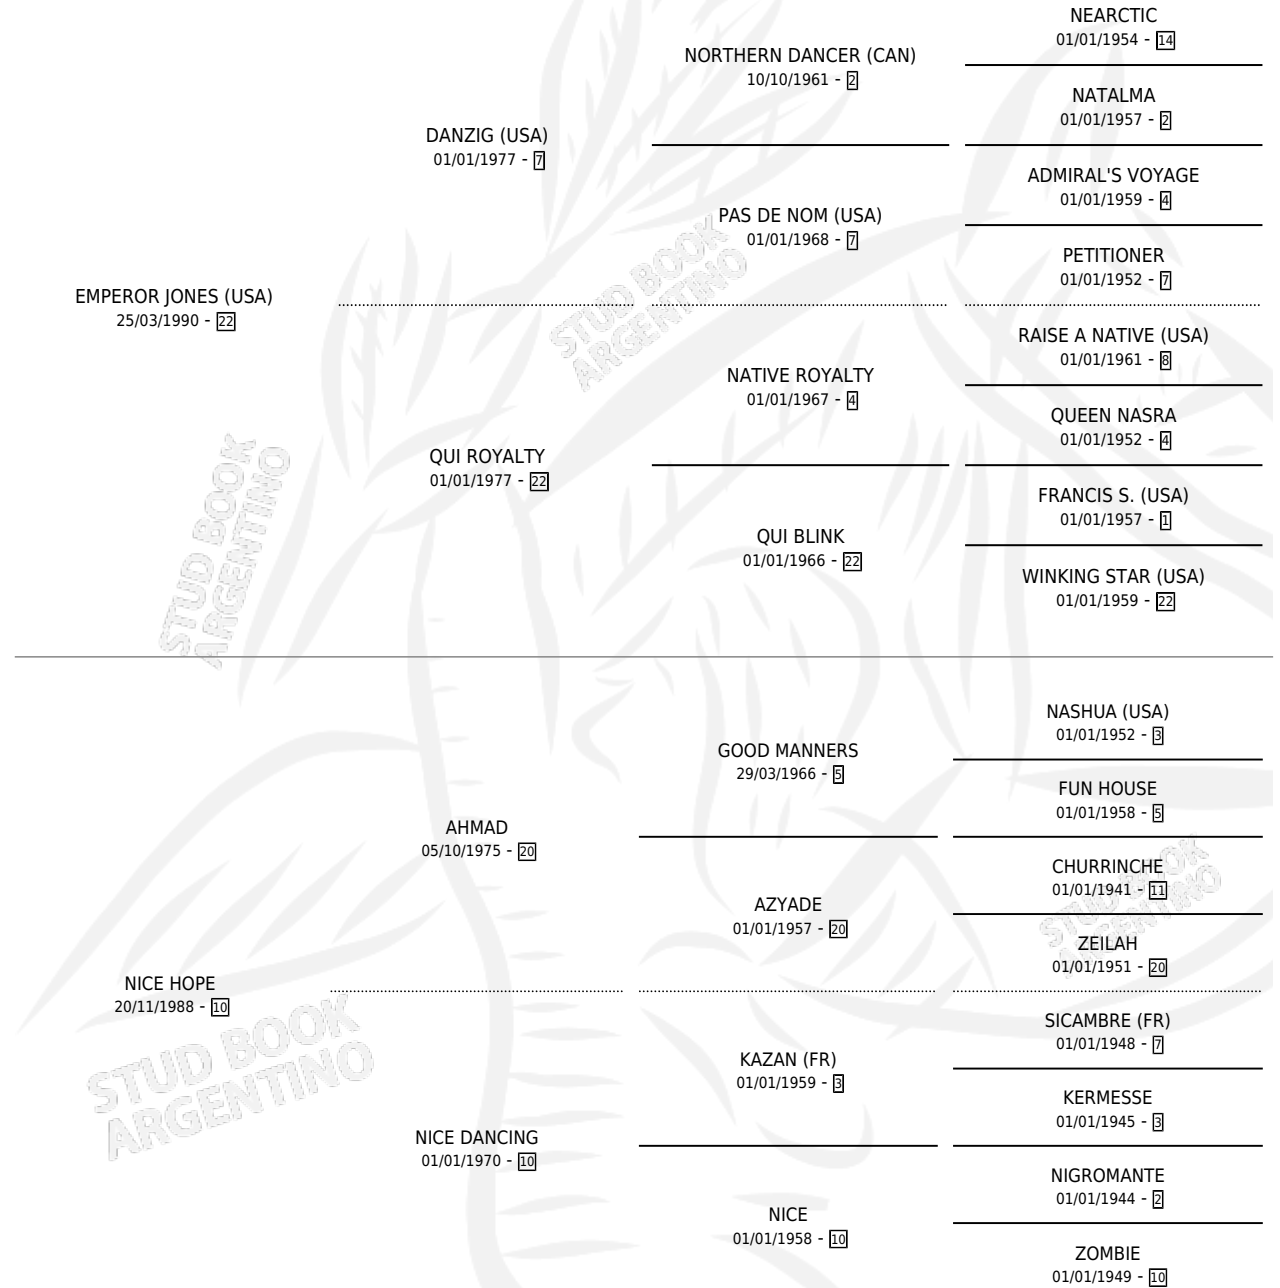 NEARCTIC
01/01/1954 - 14
NORTHERN DANCER (CAN)
10/10/1961 - 2
NATALMA
01/01/1957 - 2
DANZIG (USA)
01/01/1977 - 7
ADMIRAL'S VOYAGE
01/01/1959 - 4
PAS DE NOM (USA)
01/01/1968 - 7
PETITIONER
01/01/1952 - 7
EMPEROR JONES (USA)
25/03/1990 - 22
STUD BOOK
ARGENTINO
RAISE A NATIVE (USA)
01/01/1961 - 8
NATIVE ROYALTY
01/01/1967 - 4
QUEEN NASRA
01/01/1952 - 4
QUI ROYALTY
01/01/1977 - 22
FRANCIS S. (USA)
01/01/1957 - 1
QUI BLINK
01/01/1966 - 22
WINKING STAR (USA)
01/01/1959 - 22
STUD BOOK
ARGENTINO
NASHUA (USA)
01/01/1952 - 3
GOOD MANNERS
29/03/1966 - 5
FUN HOUSE
01/01/1958 - 5
AHMAD
05/10/1975 - 20
CHURRINCHE
01/01/1941 - 11
AZYADE
01/01/1957 - 20
STUD BOOK
ARGENTINO
ZEILAH
01/01/1951 - 20
NICE HOPE
20/11/1988 - 10
SICAMBRE (FR)
01/01/1948 - 7
KAZAN (FR)
01/01/1959 - 3
STUD BOOK
ARGENTINO
KERMESSE
01/01/1945 - 3
NICE DANCING
01/01/1970 - 10
NIGROMANTE
01/01/1944 - 2
NICE
01/01/1958 - 10
ZOMBIE
01/01/1949 - 10